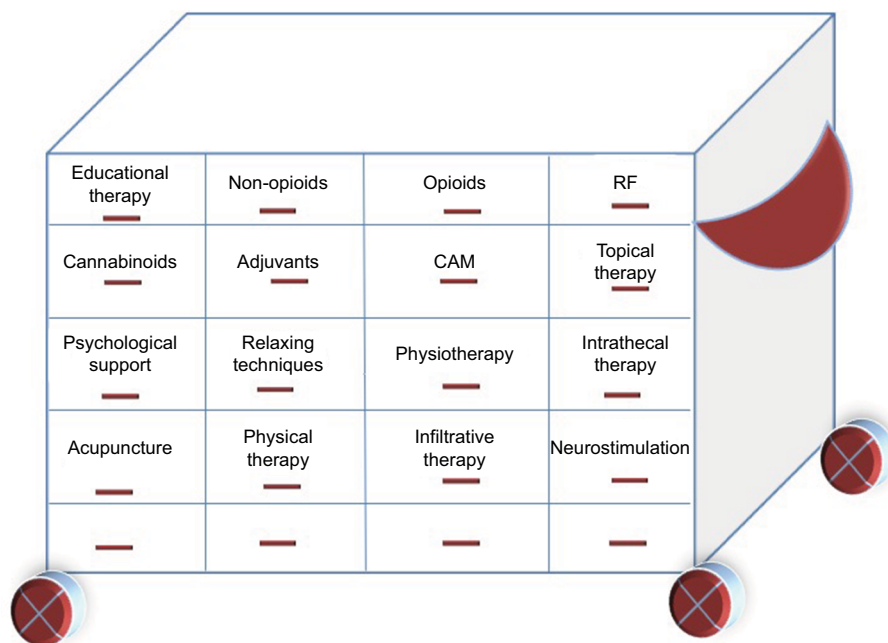 Educational
therapy
Non-opioids
Opioids
RF
Cannabinoids
Adjuvants
CAM
Topical
therapy
Psychological
support
Relaxing
techniques
Physiotherapy
Intrathecal
therapy
Acupuncture
Physical
therapy
Infiltrative
therapy
Neurostimulation